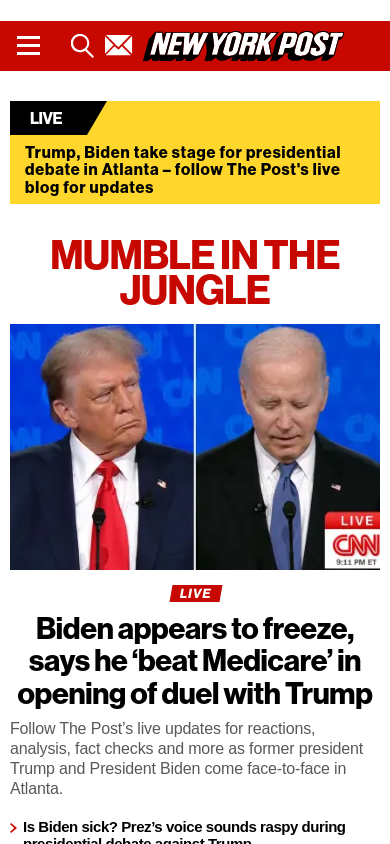 NEW YORK POST
LIVE
Trump, Biden take stage for presidential
debate in Atlanta – follow The Post's live
blog for updates
MUMBLE IN THE
JUNGLE
LIVE
CNN
9:11 PM ET
LIVE
Biden appears to freeze,
says he ‘beat Medicare’ in
opening of duel with Trump
Follow The Post’s live updates for reactions,
analysis, fact checks and more as former president
Trump and President Biden come face-to-face in
Atlanta.
Is Biden sick? Prez’s voice sounds raspy during
presidential debate against Trump